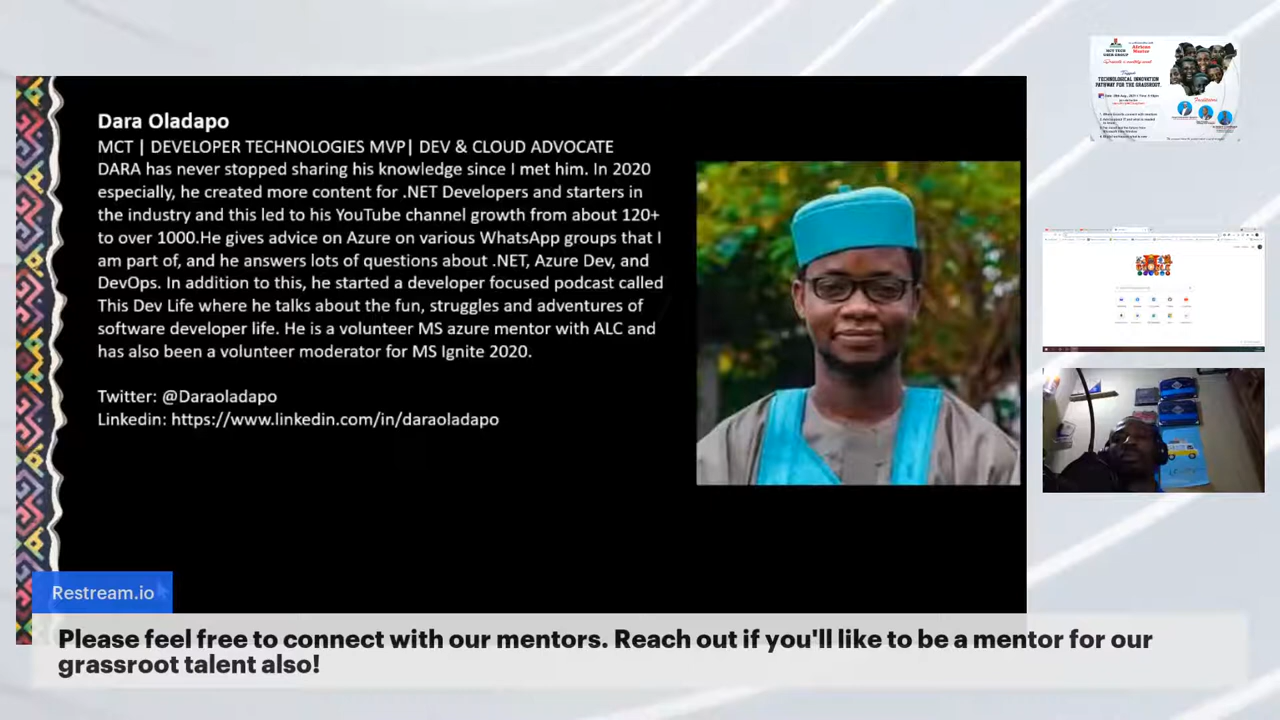 Dara Oladapo
MCT | DEVELOPER TECHNOLOGIES MVP| DEV & CLOUD ADVOCATE
DARA has never stopped sharing his knowledge since I met him. In 2020
especially, he created more content for .NET Developers and starters in
the industry and this led to his YouTube channel growth from about 120+
to over 1000.He gives advice on Azure on various WhatsApp groups that I
am part of, and he answers lots of questions about .NET, Azure Dev, and
DevOps. In addition to this, he started a developer focused podcast called
This Dev Life where he talks about the fun, struggles and adventures of
software developer life. He is a volunteer MS azure mentor with ALC and
has also been a volunteer moderator for MS Ignite 2020.
Twitter: @Daraoladapo
Linkedin: https://www.linkedin.com/in/daraoladapo
Restream.io
Please feel free to connect with our mentors. Reach out if you'll like to be a mentor for our
grassroot talent also!
TECHNOLOGICAL INNOVATION
PATHWAY FOR THE GRASSROOT.